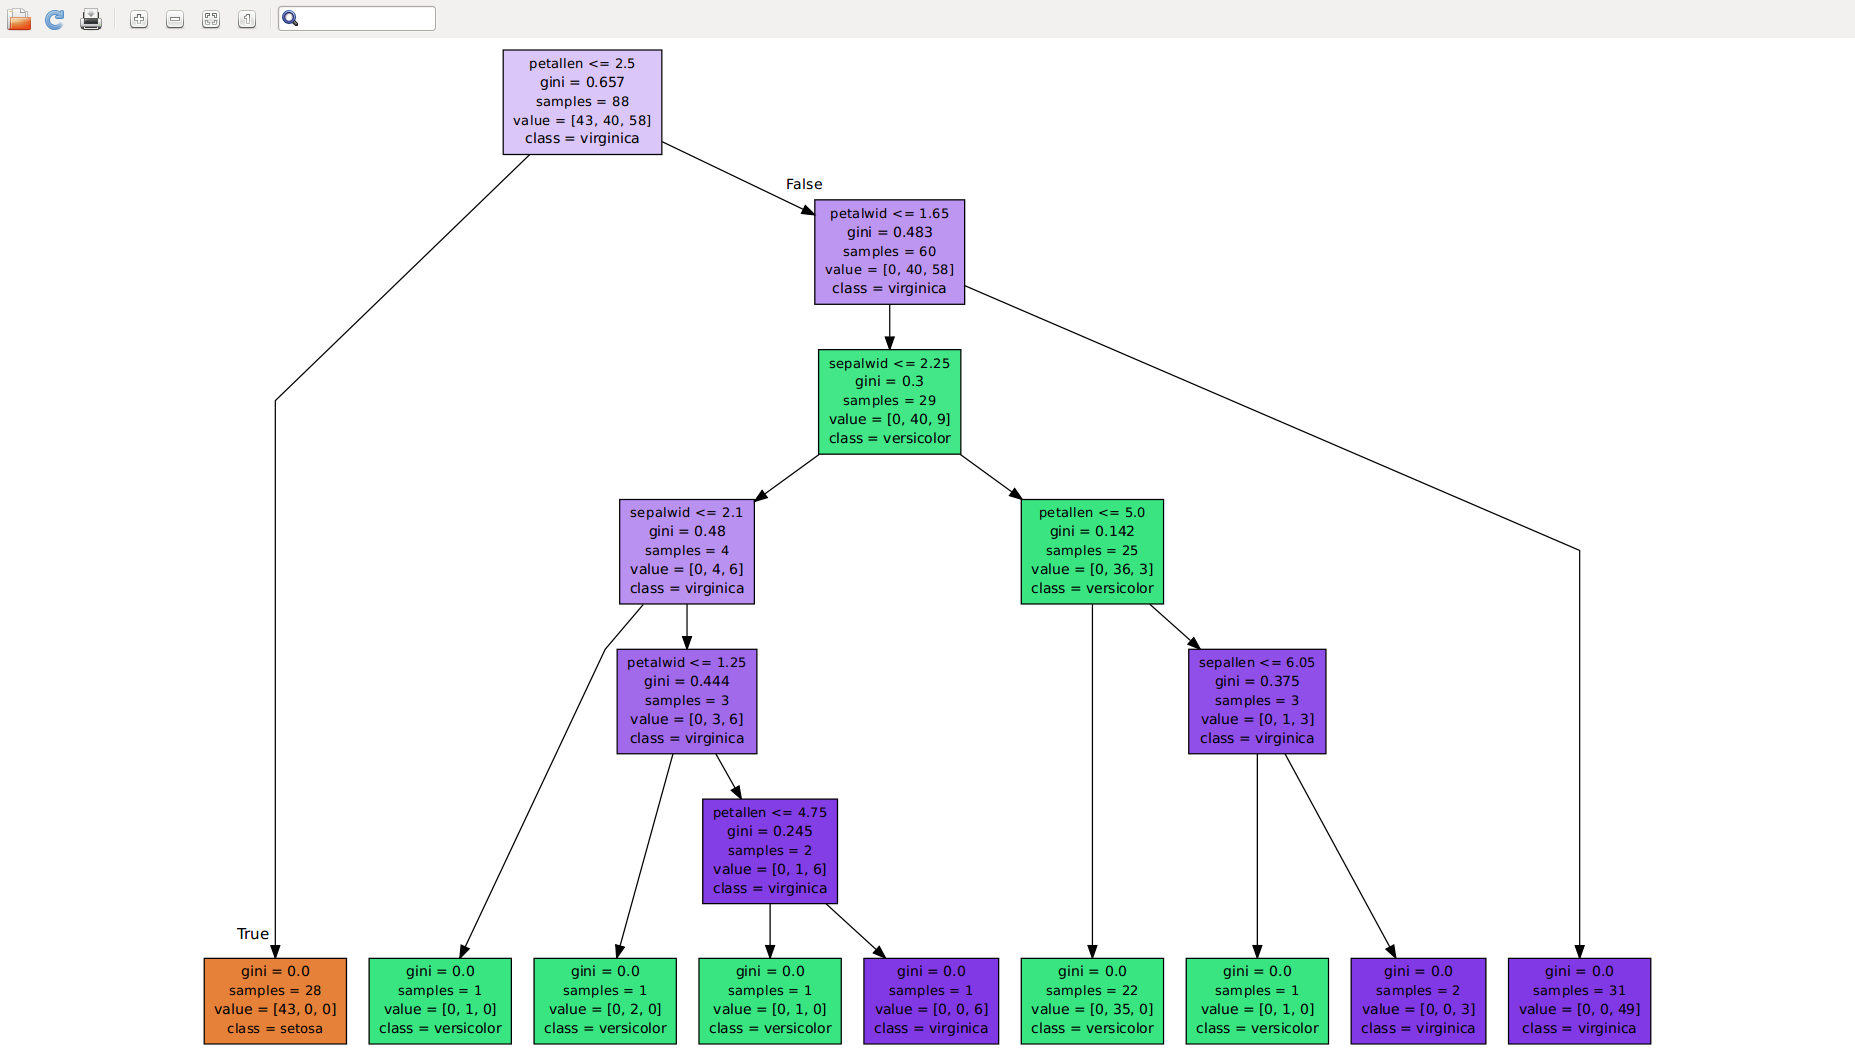 petallen <= 2.5
gini = 0.657
samples = 88
value = [43, 40, 58]
class = virginica
False
petalwid <= 1.65
gini = 0.483
samples = 60
value = [0, 40, 58]
class = virginica
sepalwid <= 2.25
gini = 0.3
samples = 29
value = [0, 40, 9]
class = versicolor
sepalwid <= 2.1
gini = 0.48
samples = 4
value = [0, 4, 6]
class = virginica
petallen <= 5.0
gini = 0.142
samples = 25
value = [0, 36, 3]
class = versicolor
petalwid <= 1.25
gini = 0.444
samples = 3
value = [0, 3, 6]
class = virginica
sepallen <= 6.05
gini = 0.375
samples = 3
value = [0, 1, 3]
class = virginica
petallen <= 4.75
gini = 0.245
samples = 2
value = [0, 1, 6]
class = virginica
True
gini = 0.0
samples = 28
value = [43, 0, 0]
class = setosa
gini = 0.0
samples = 1
value = [0, 1, 0]
class = versicolor
gini = 0.0
samples = 1
value = [0, 2, 0]
class = versicolor
gini = 0.0
samples = 1
value = [0, 1, 0]
class = versicolor
gini = 0.0
samples = 1
value = [0, 0, 6]
class = virginica
gini = 0.0
samples = 22
value = [0, 35, 0]
class = versicolor
gini = 0.0
samples = 1
value = [0, 1, 0]
class = versicolor
gini = 0.0
samples = 2
value = [0, 0, 3]
class = virginica
gini = 0.0
samples = 31
value = [0, 0, 49]
class = virginica